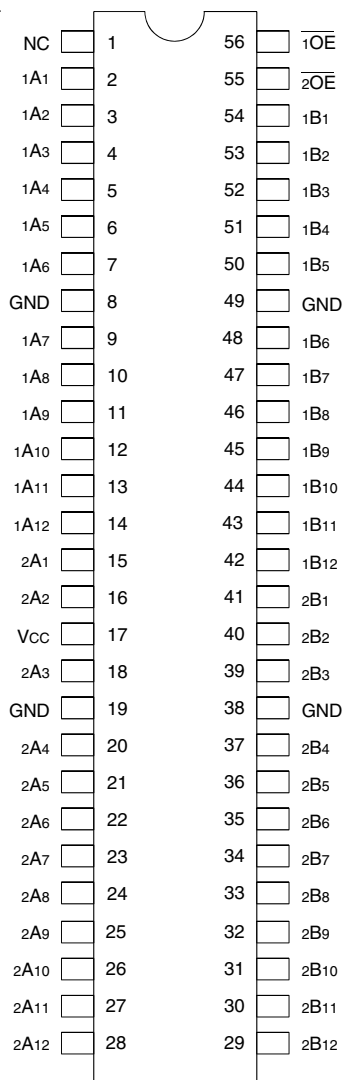 NC 1 56 1OE
1A1 2 55 2OE
1A2 3 54 1B1
1A3 4 53 1B2
1A4 5 52 1B3
1A5 6 51 1B4
1A6 7 50 1B5
GND 8 49 GND
1A7 9 48 1B6
1A8 10 47 1B7
1A9 11 46 1B8
1A10 12 45 1B9
1A11 13 44 1B10
1A12 14 43 1B11
2A1 15 42 1B12
2A2 16 41 2B1
VCC 17 40 2B2
2A3 18 39 2B3
GND 19 38 GND
2A4 20 37 2B4
2A5 21 36 2B5
2A6 22 35 2B6
2A7 23 34 2B7
2A8 24 33 2B8
2A9 25 32 2B9
2A10 26 31 2B10
2A11 27 30 2B11
2A12 28 29 2B12